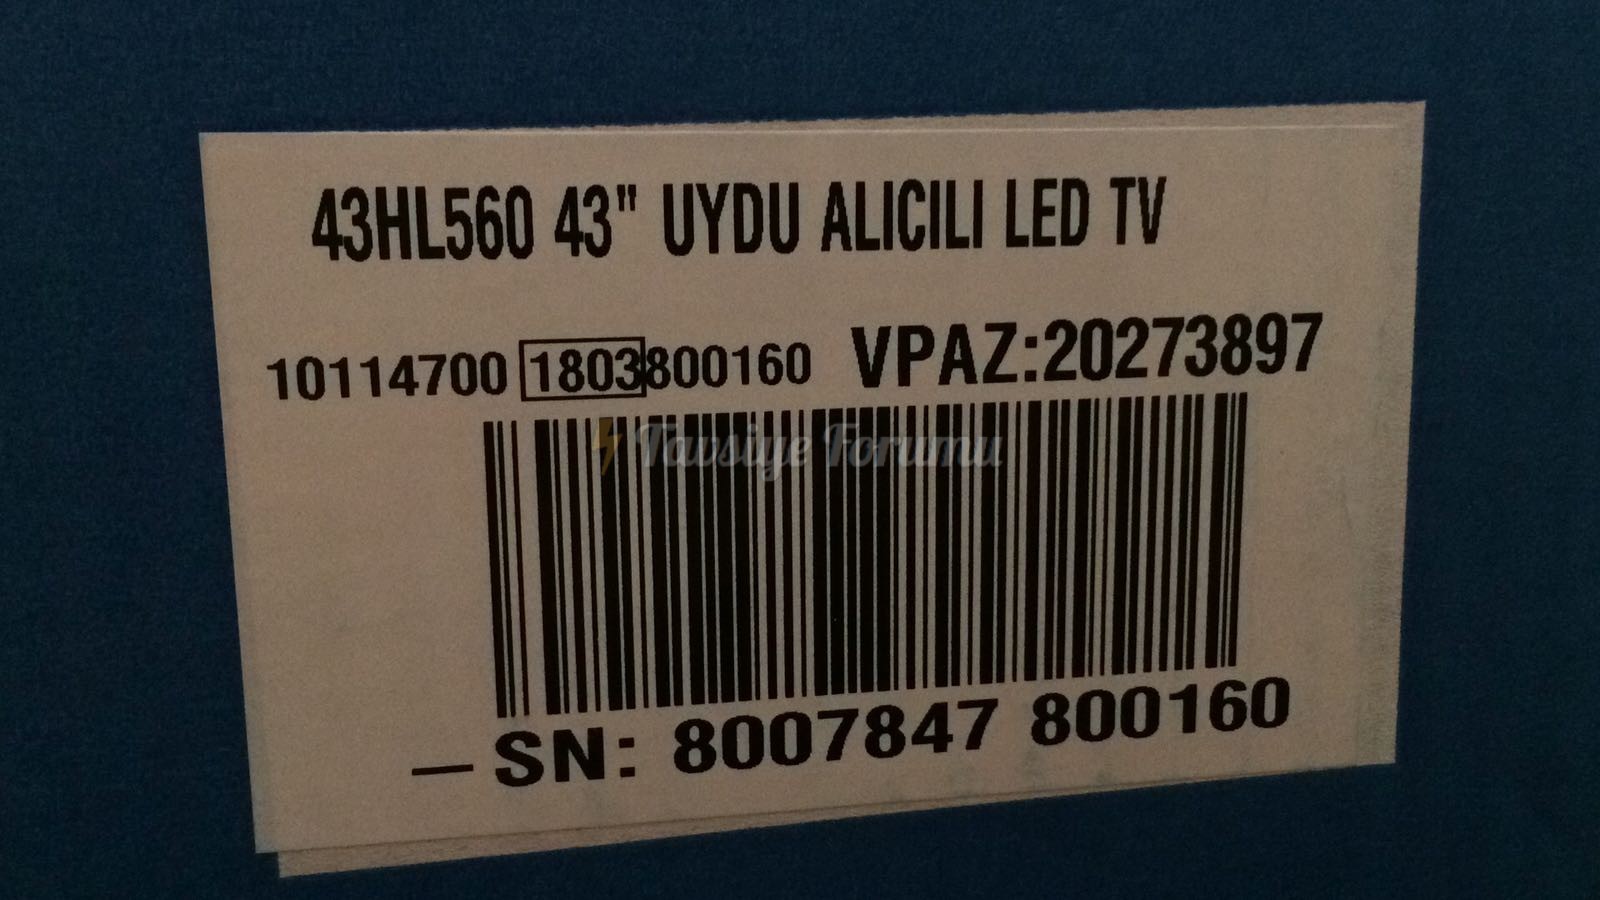 43HL560 43" UYDU ALICILI LED TV
10114700 1803800160 VPAZ:20273897
Tavsiye Forumu
—SN: 8007847 800160